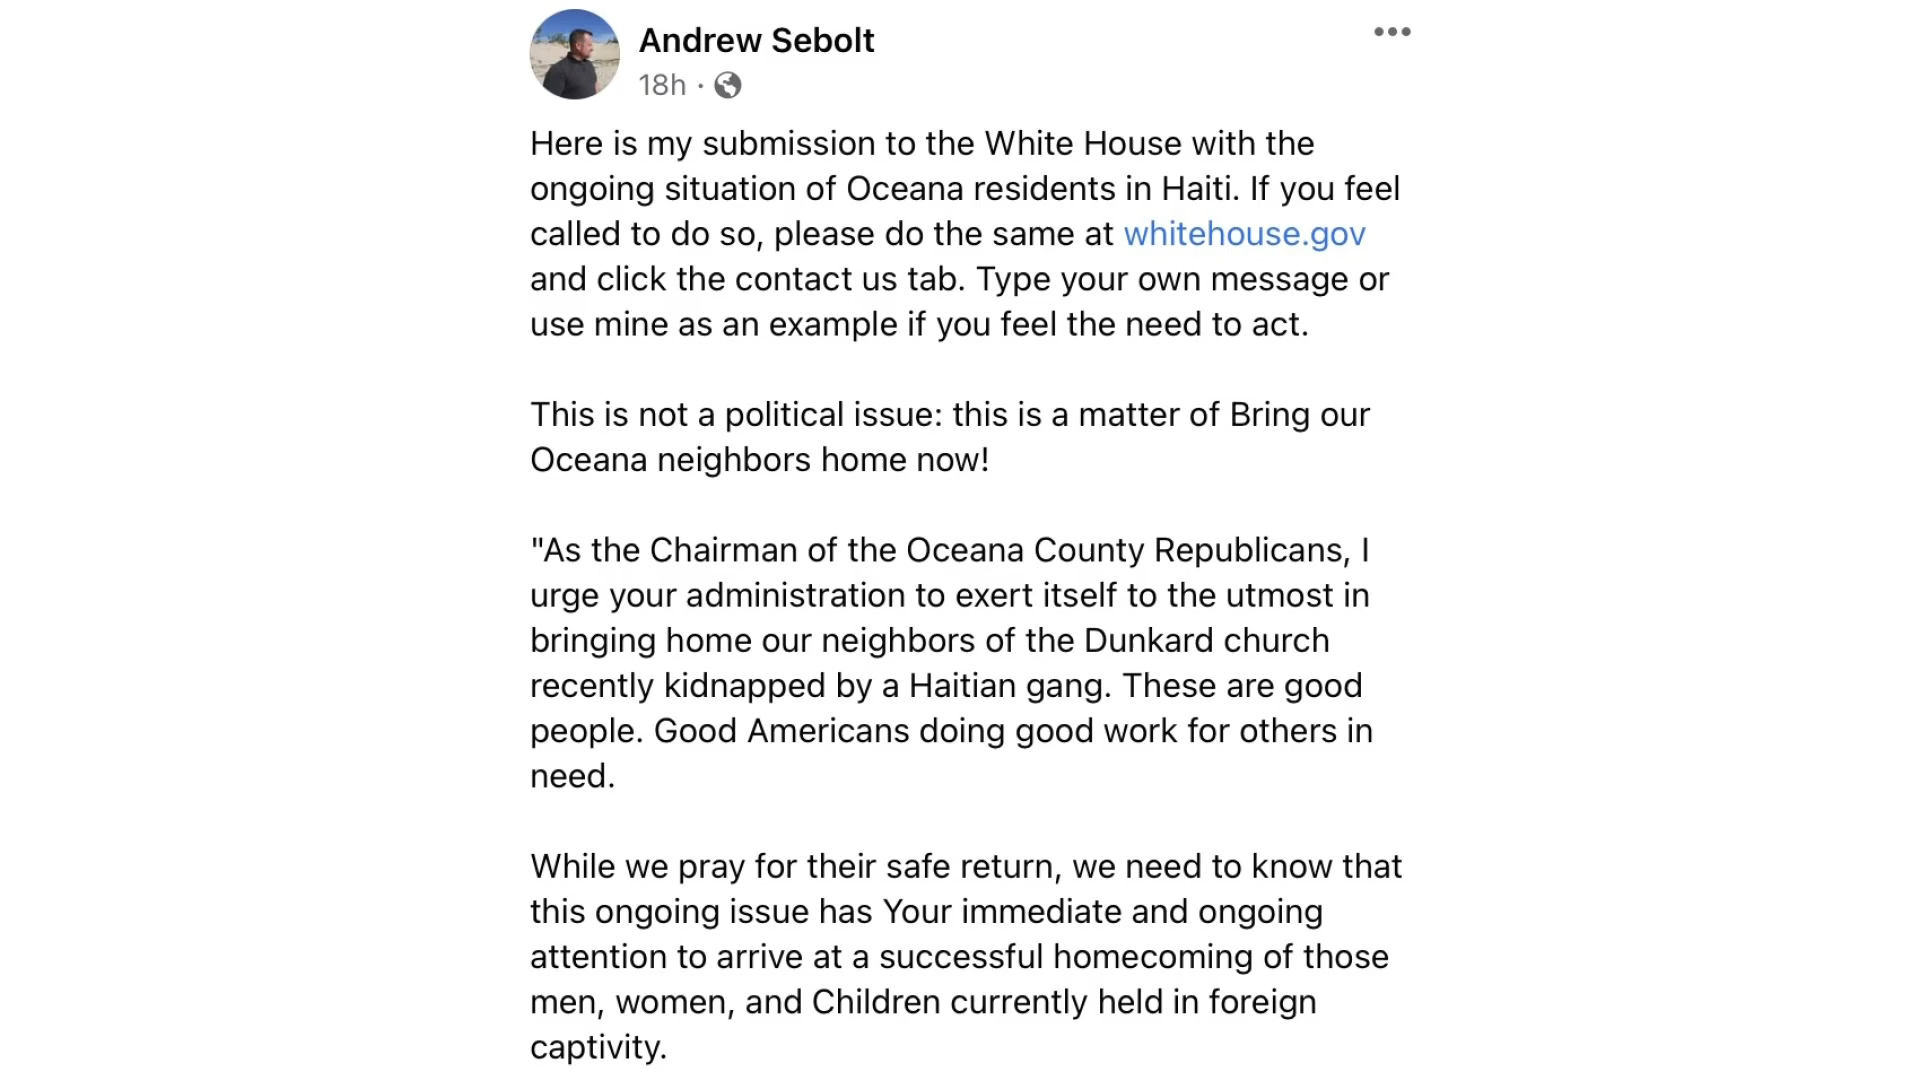 Andrew Sebolt
18h ·
Here is my submission to the White House with the
ongoing situation of Oceana residents in Haiti. If you feel
called to do so, please do the same at whitehouse.gov
and click the contact us tab. Type your own message or
use mine as an example if you feel the need to act.
This is not a political issue: this is a matter of Bring our
Oceana neighbors home now!
"As the Chairman of the Oceana County Republicans, I
urge your administration to exert itself to the utmost in
bringing home our neighbors of the Dunkard church
recently kidnapped by a Haitian gang. These are good
people. Good Americans doing good work for others in
need.
While we pray for their safe return, we need to know that
this ongoing issue has Your immediate and ongoing
attention to arrive at a successful homecoming of those
men, women, and Children currently held in foreign
captivity.